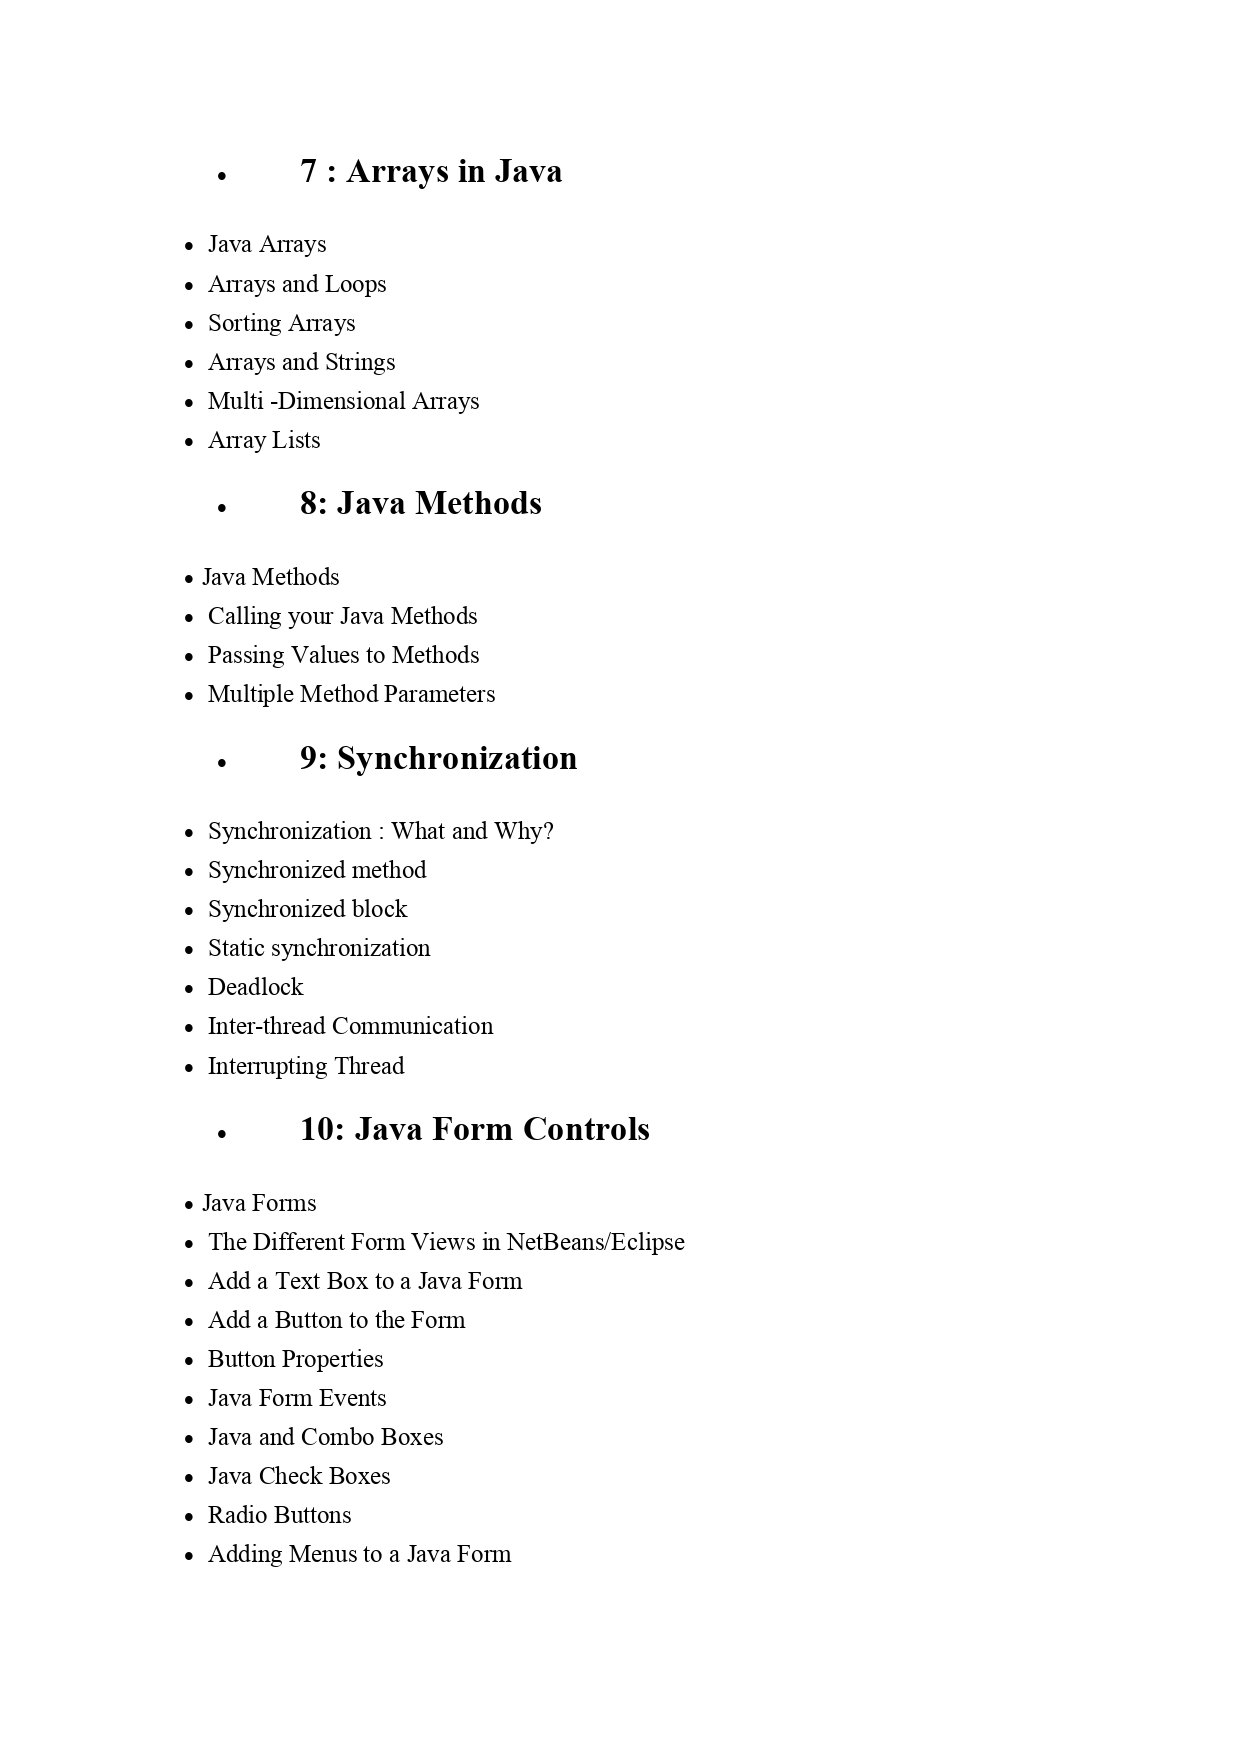 • 7 : Arrays in Java
• Java Arrays
• Arrays and Loops
• Sorting Arrays
• Arrays and Strings
• Multi -Dimensional Arrays
• Array Lists
• 8: Java Methods
• Java Methods
• Calling your Java Methods
• Passing Values to Methods
• Multiple Method Parameters
• 9: Synchronization
• Synchronization : What and Why?
• Synchronized method
• Synchronized block
• Static synchronization
• Deadlock
• Inter-thread Communication
• Interrupting Thread
• 10: Java Form Controls
• Java Forms
• The Different Form Views in NetBeans/Eclipse
• Add a Text Box to a Java Form
• Add a Button to the Form
• Button Properties
• Java Form Events
• Java and Combo Boxes
• Java Check Boxes
• Radio Buttons
• Adding Menus to a Java Form